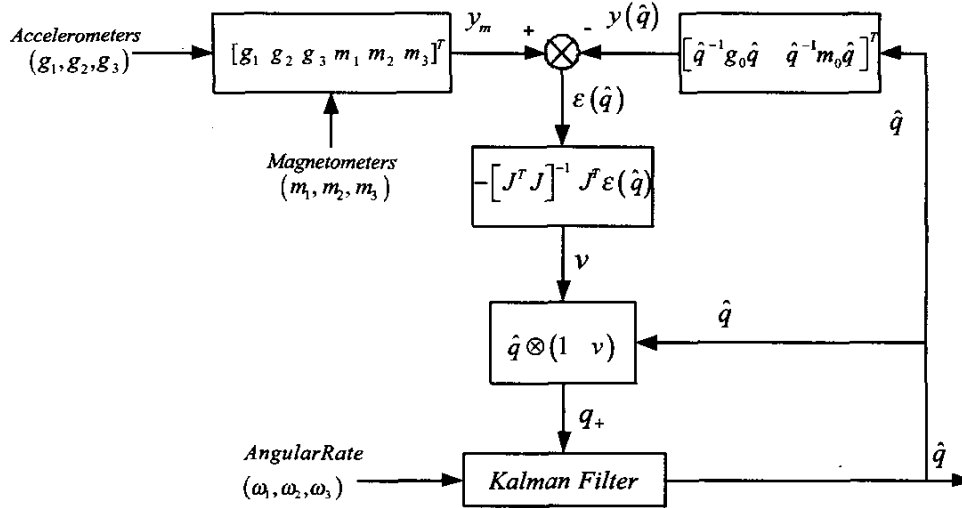 Accelerometers
(g₁, g₂, g₃)
[g₁ g₂ g₃ m₁ m₂ m₃]ᵀ
yₘ
+
-
y(q̂)
[q̂⁻¹g₀q̂ q̂⁻¹m₀q̂]ᵀ
q̂
ε(q̂)
Magnetometers
(m₁, m₂, m₃)
-[JᵀJ]⁻¹ Jᵀε(q̂)
v
q̂
q̂⊗(1 v)
q₊
AngularRate
(ω₁, ω₂, ω₃)
Kalman Filter
q̂